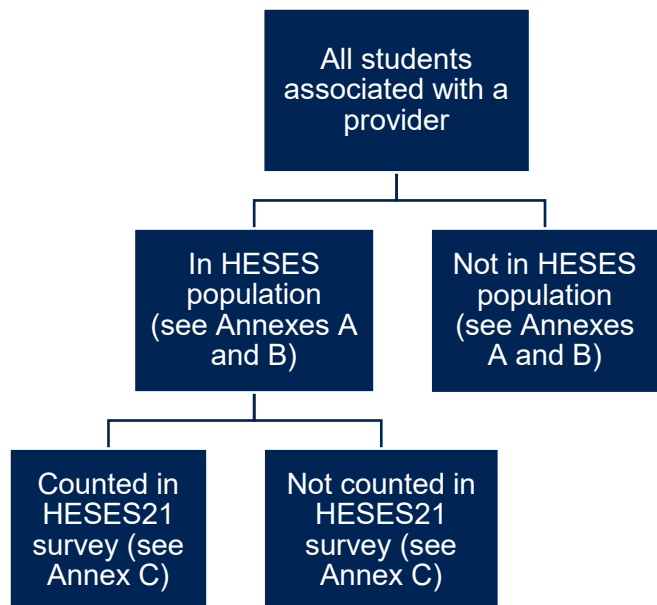 All students
associated with a
provider
In HESES
population
(see Annexes A
and B)
Not in HESES
population
(see Annexes
A and B)
Counted in
HESES21
survey (see
Annex C)
Not counted in
HESES21
survey (see
Annex C)